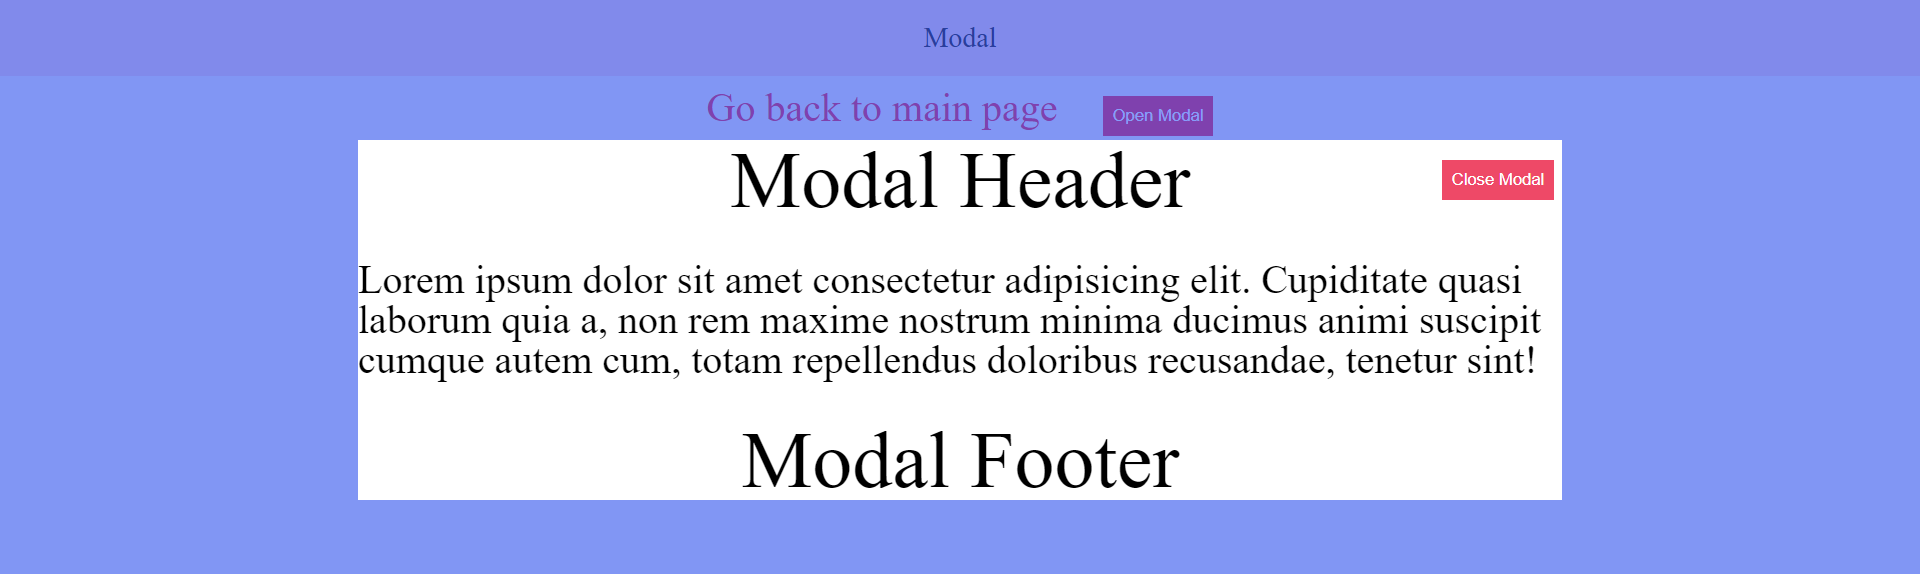 Modal
Go back to main page
Open Modal
Modal Header
Close Modal
Lorem ipsum dolor sit amet consectetur adipisicing elit. Cupiditate quasi
laborum quia a, non rem maxime nostrum minima ducimus animi suscipit
cumque autem cum, totam repellendus doloribus recusandae, tenetur sint!
Modal Footer